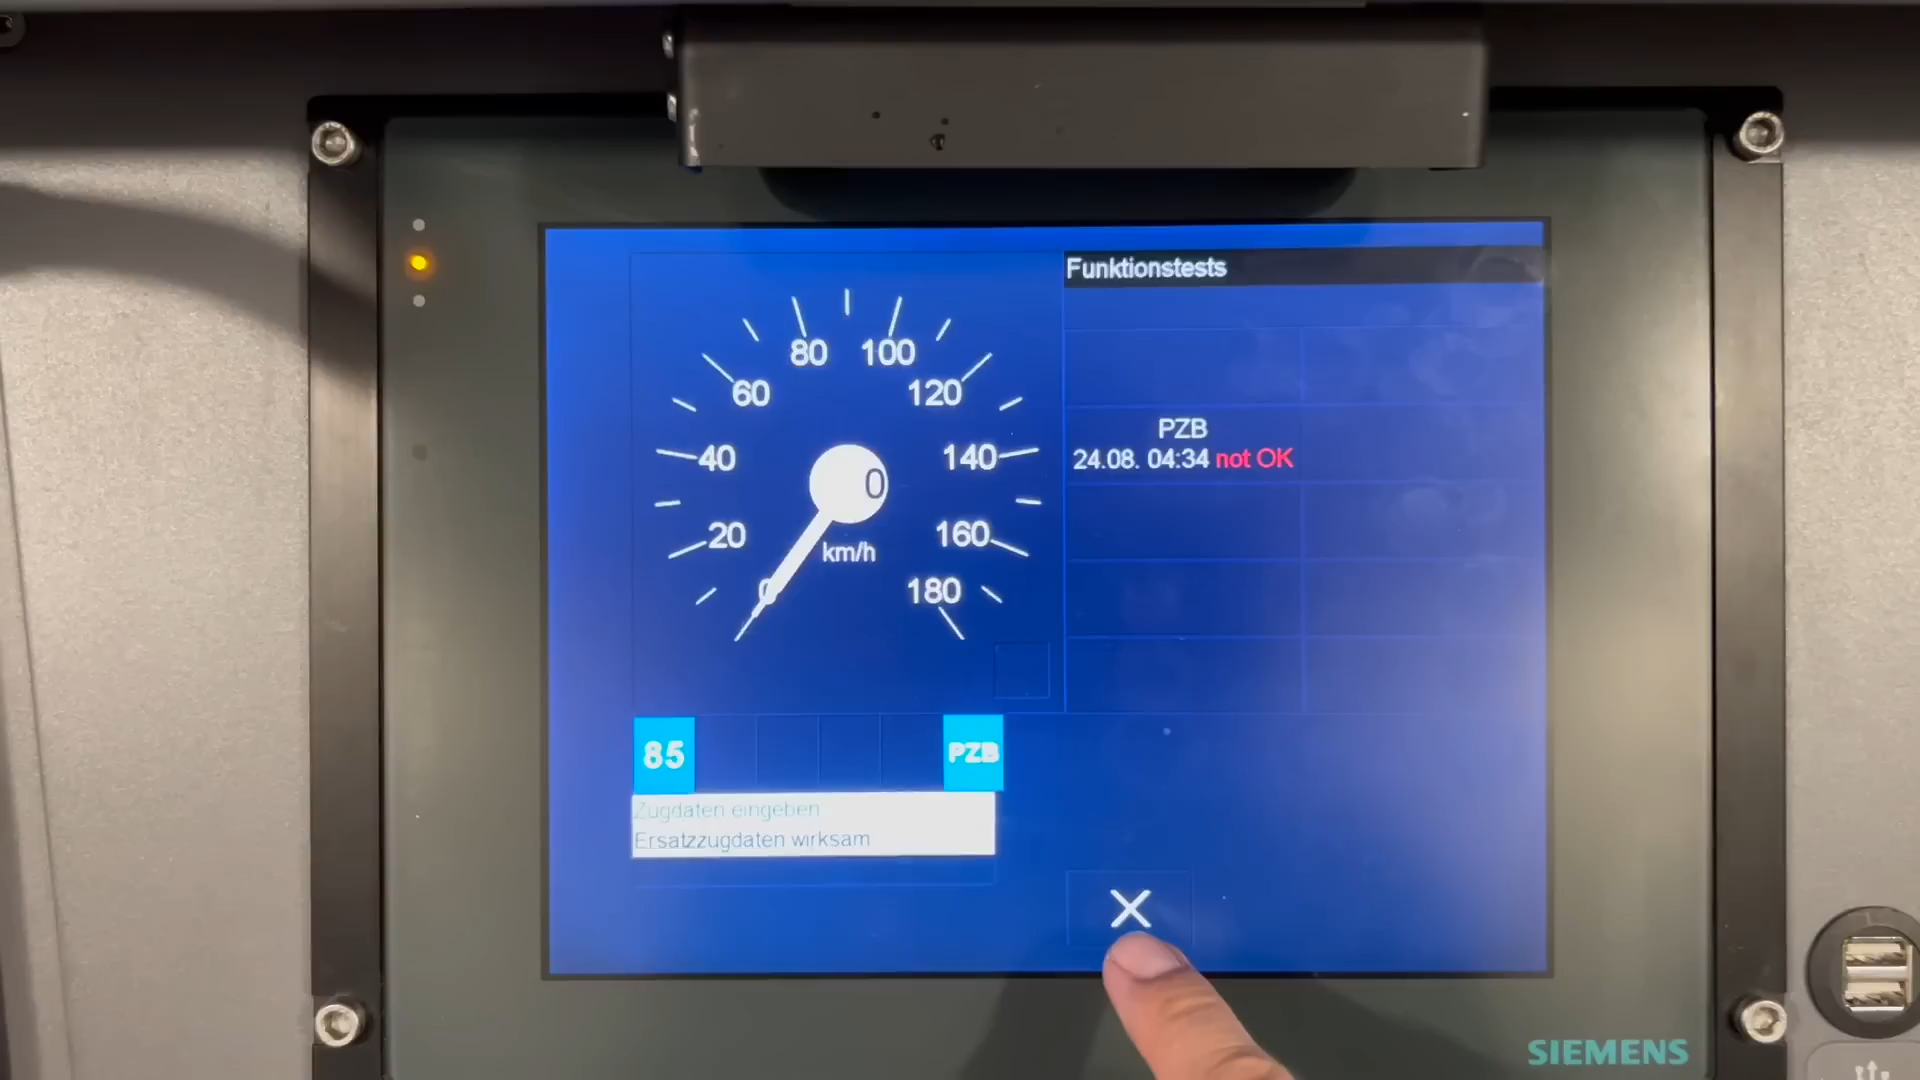 Funktionstests
80 100
60 120
40 140
0
20 160
km/h
0 180
PZB
24.08. 04:34 not OK
85 PZB
Zugdaten eingeben
Ersatzzugdaten wirksam
SIEMENS